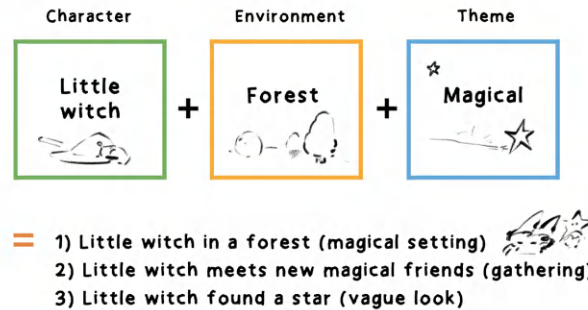 Character Environment Theme
Little witch + Forest + Magical
= 1) Little witch in a forest (magical setting)
2) Little witch meets new magical friends (gathering)
3) Little witch found a star (vague look)